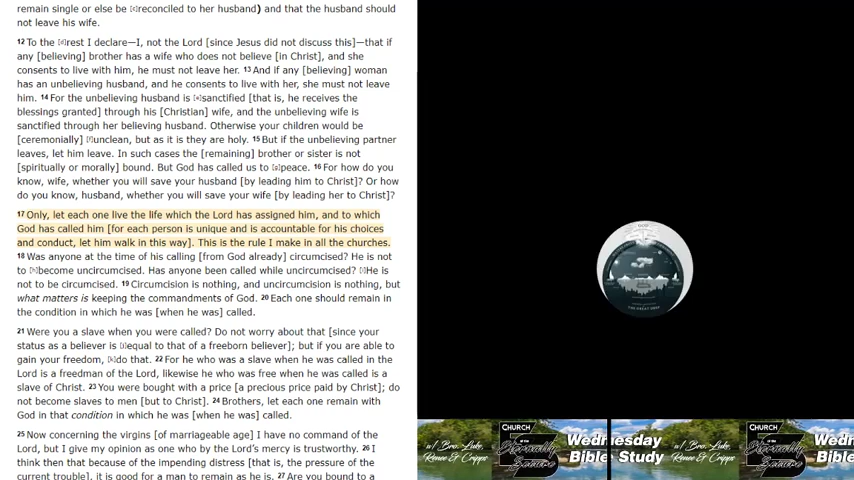 remain single or else be [c]reconciled to her husband) and that the husband should
not leave his wife.
12 To the [d]rest I declare—I, not the Lord [since Jesus did not discuss this]—that if
any [believing] brother has a wife who does not believe [in Christ], and she
consents to live with him, he must not leave her. 13 And if any [believing] woman
has an unbelieving husband, and he consents to live with her, she must not leave
him. 14 For the unbelieving husband is [e]sanctified [that is, he receives the
blessings granted] through his [Christian] wife, and the unbelieving wife is
sanctified through her believing husband. Otherwise your children would be
[ceremonially] [f]unclean, but as it is they are holy. 15 But if the unbelieving partner
leaves, let him leave. In such cases the [remaining] brother or sister is not
[spiritually or morally] bound. But God has called us to [g]peace. 16 For how do you
know, wife, whether you will save your husband [by leading him to Christ]? Or how
do you know, husband, whether you will save your wife [by leading her to Christ]?
17 Only, let each one live the life which the Lord has assigned him, and to which
God has called him [for each person is unique and is accountable for his choices
and conduct, let him walk in this way]. This is the rule I make in all the churches.
18 Was anyone at the time of his calling [from God already] circumcised? He is not
to [h]become uncircumcised. Has anyone been called while uncircumcised? [i]He is
not to be circumcised. 19 Circumcision is nothing, and uncircumcision is nothing, but
what matters is keeping the commandments of God. 20 Each one should remain in
the condition in which he was [when he was] called.
21 Were you a slave when you were called? Do not worry about that [since your
status as a believer is [j]equal to that of a freeborn believer]; but if you are able to
gain your freedom, [k]do that. 22 For he who was a slave when he was called in the
Lord is a freedman of the Lord, likewise he who was free when he was called is a
slave of Christ. 23 You were bought with a price [a precious price paid by Christ]; do
not become slaves to men [but to Christ]. 24 Brothers, let each one remain with
God in that condition in which he was [when he was] called.
25 Now concerning the virgins [of marriageable age] I have no command of the
Lord, but I give my opinion as one who by the Lord's mercy is trustworthy. 26 I
think then that because of the impending distress [that is, the pressure of the
current trouble], it is good for a man to remain as he is. 27 Are you bound to a
GOD
THE GREAT DEEP
w/ Bro. Luke,
Renee & Cripps
CHURCH
of the
Eternally
Secure
Wedn
Bible
nesday
Study
w/ Bro. Luke,
Renee & Cripps
CHURCH
of the
Eternally
Secure
Wedn
Bible